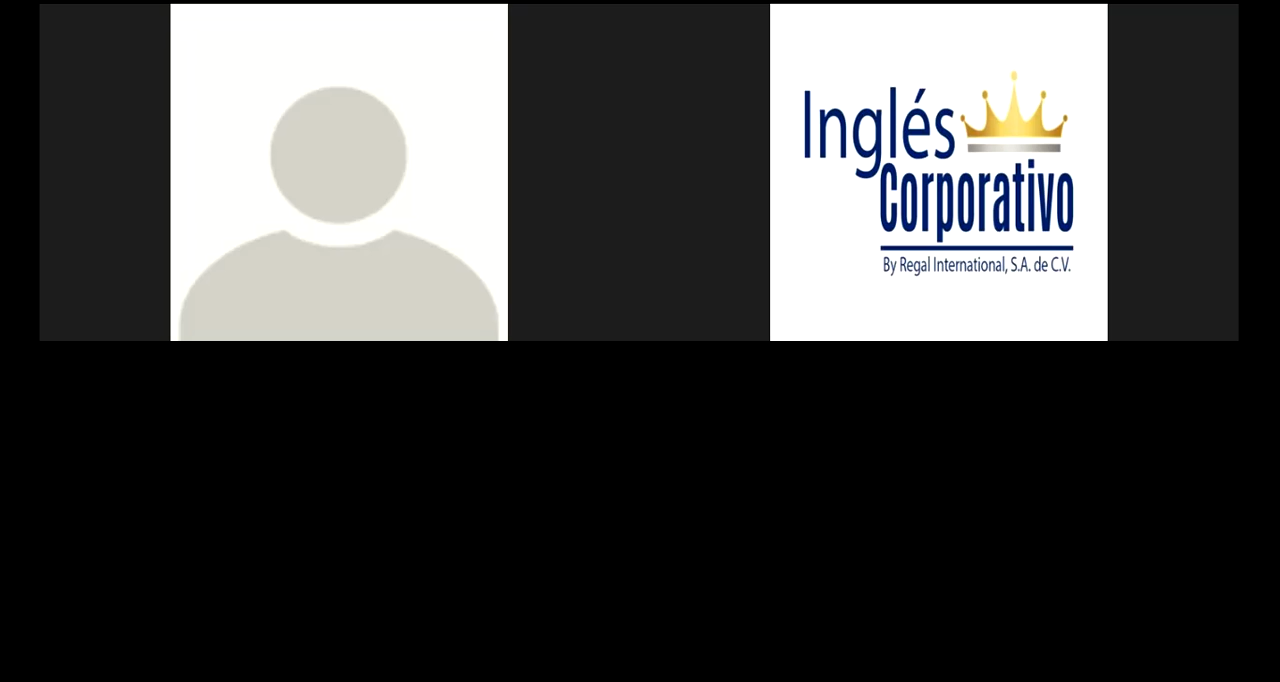 Inglés
Corporativo
By Regal International, S.A. de C.V.